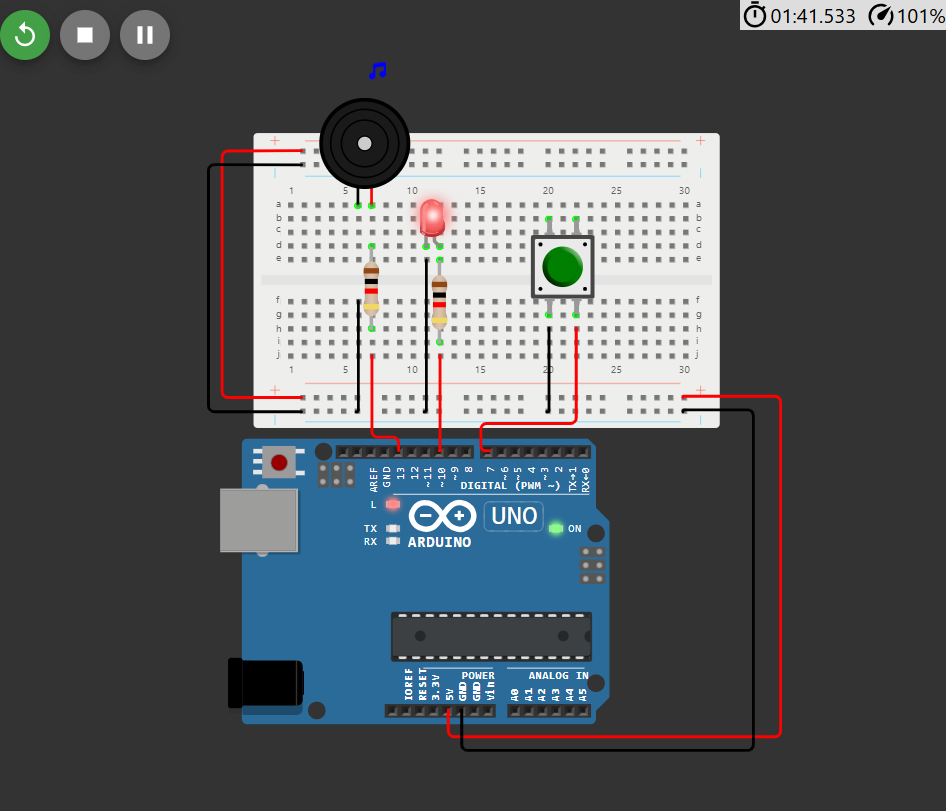 01:41.533 101%
+ +
1 5 10 15 20 25 30
a a
b b
c c
d d
e e
f f
g g
h h
i i
j j
1 5 10 15 20 25 30
+ +
AREF GND 13 12 ~11 ~10 ~9 8 7 ~6 ~5 4 ~3 2 TX→1 RX←0
DIGITAL (PWM ~)
L
UNO
TX ON
RX ARDUINO
POWER ANALOG IN
IOREF RESET 3.3V 5V GND GND Vin A0 A1 A2 A3 A4 A5